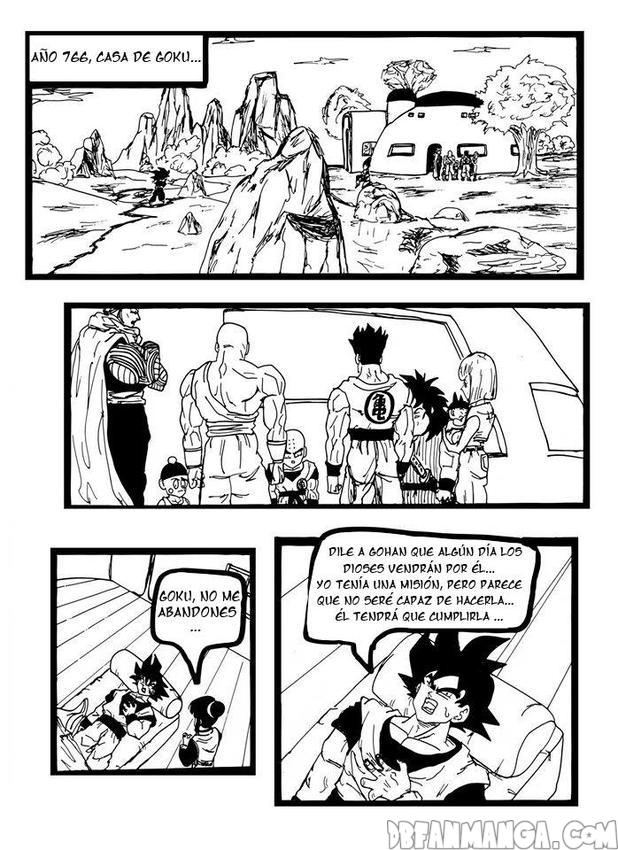 AÑO 766, CASA DE GOKU...
GOKU, NO ME
ABANDONES
...
DILE A GOHAN QUE ALGÚN DÍA LOS
DIOSES VENDRÁN POR ÉL...
YO TENÍA UNA MISIÓN, PERO PARECE
QUE NO SERÉ CAPAZ DE HACERLA...
ÉL TENDRÁ QUE CUMPLIRLA ...
DBFANMANGA.COM